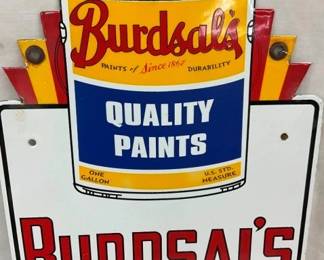 Burdsal's
PAINTS of Since 1867 DURABILITY
QUALITY
PAINTS
ONE
GALLON
U.S. STD.
MEASURE
BURDSAL'S